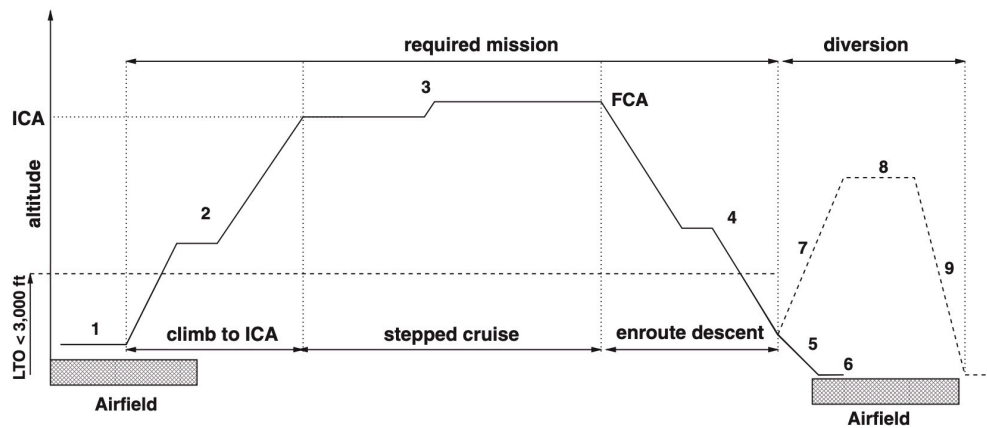 required mission
diversion
3
FCA
ICA
8
altitude
2
4
7
9
LTO < 3,000 ft
1
climb to ICA
stepped cruise
enroute descent
5
6
Airfield
Airfield